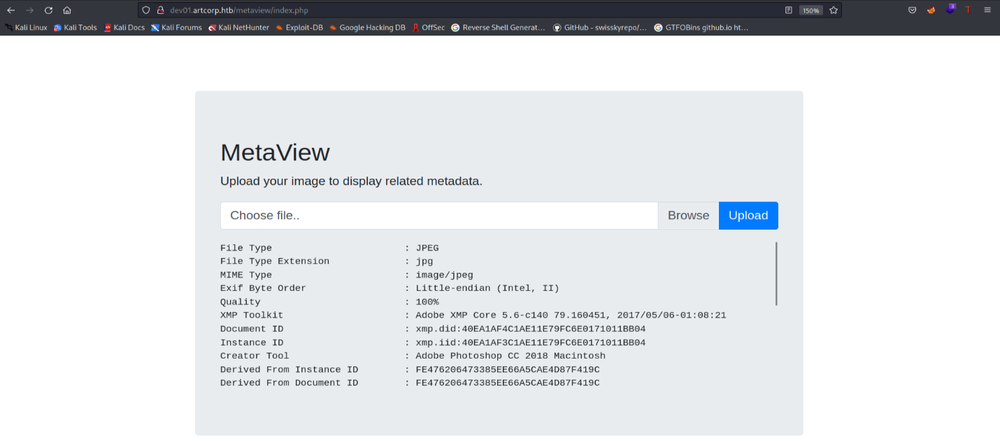 dev01.artcorp.htb/metaview/index.php 150% 3 T
Kali Linux Kali Tools Kali Docs Kali Forums Kali NetHunter Exploit-DB Google Hacking DB OffSec Reverse Shell Generat… GitHub - swisskyrepo/… GTFOBins github.io ht…
MetaView
Upload your image to display related metadata.
Choose file.. Browse Upload
File Type : JPEG
File Type Extension : jpg
MIME Type : image/jpeg
Exif Byte Order : Little-endian (Intel, II)
Quality : 100%
XMP Toolkit : Adobe XMP Core 5.6-c140 79.160451, 2017/05/06-01:08:21
Document ID : xmp.did:40EA1AF4C1AE11E79FC6E0171011BB04
Instance ID : xmp.iid:40EA1AF3C1AE11E79FC6E0171011BB04
Creator Tool : Adobe Photoshop CC 2018 Macintosh
Derived From Instance ID : FE476206473385EE66A5CAE4D87F419C
Derived From Document ID : FE476206473385EE66A5CAE4D87F419C